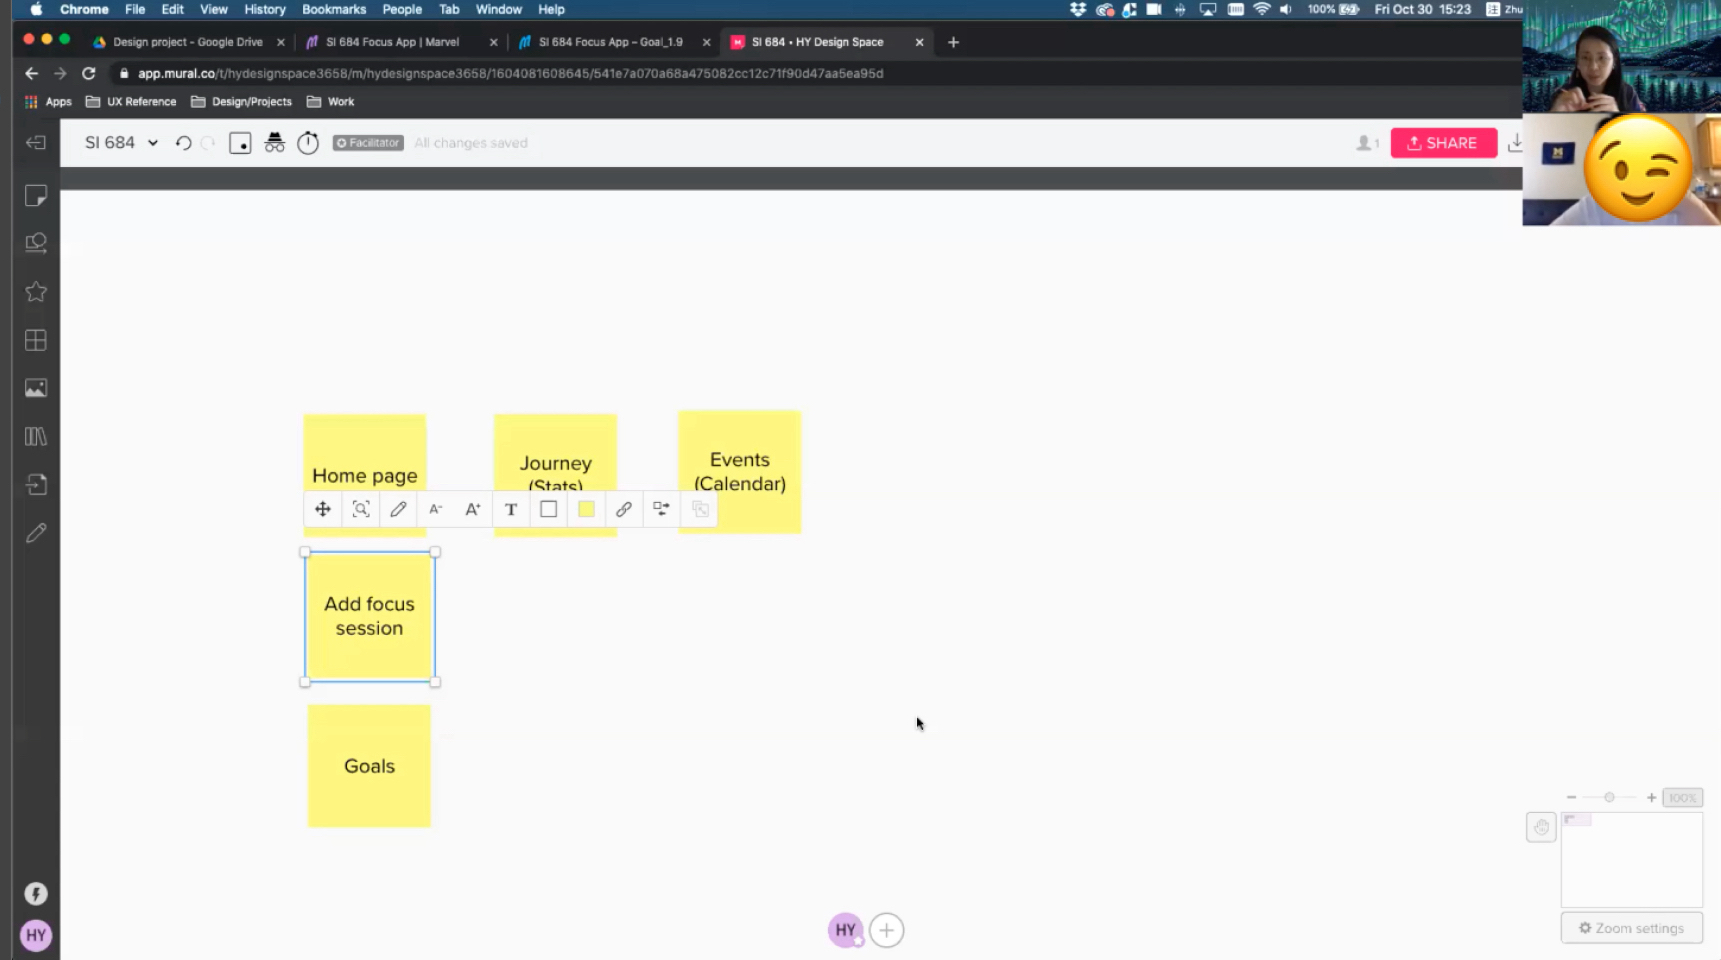 Chrome File Edit View History Bookmarks People Tab Window Help 100% Fri Oct 30 15:23 Zhu
Design project - Google Drive
SI 684 Focus App | Marvel
SI 684 Focus App – Goal_1.9
SI 684 • HY Design Space
app.mural.co/t/hydesignspace3658/m/hydesignspace3658/1604081608645/541e7a070a68a475082cc12c71f90d47aa5ea95d
Apps UX Reference Design/Projects Work
SI 684 Facilitator All changes saved 1 SHARE
Home page
Journey
(Stats)
Events
(Calendar)
A- A+ T
Add focus
session
Goals
100%
Zoom settings
HY
HY